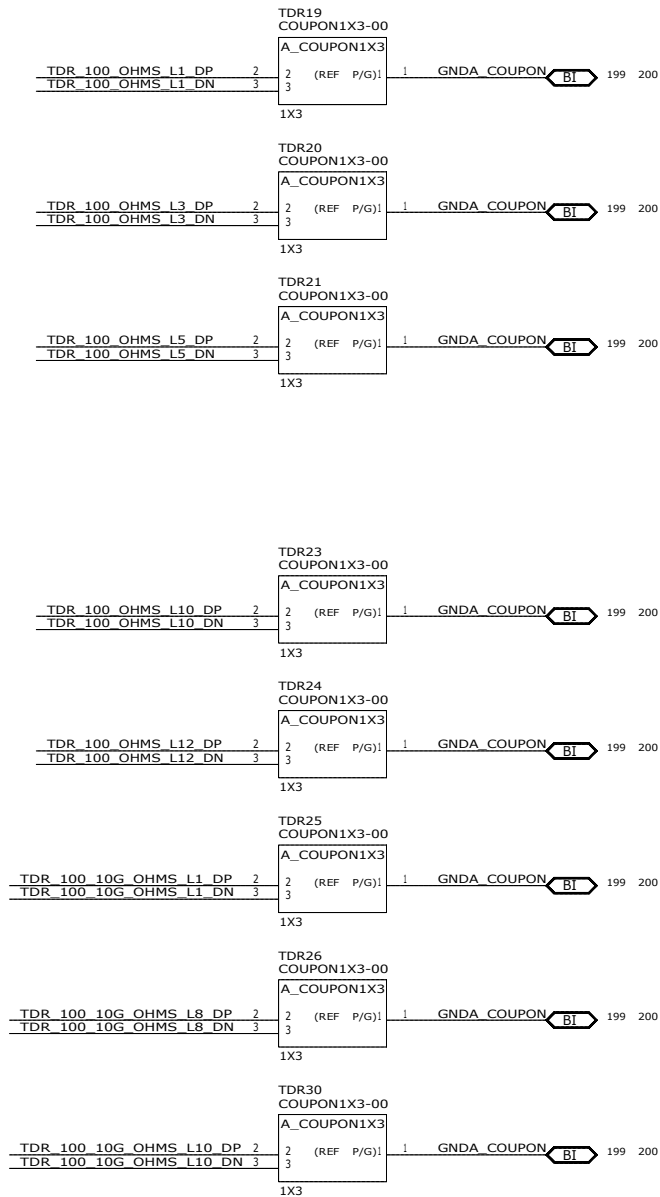 TDR19
COUPON1X3-00
A_COUPON1X3
TDR_100_OHMS_L1_DP 2 2 (REF P/G)1 1 GNDA_COUPON BI 199 200
TDR_100_OHMS_L1_DN 3 3
1X3
TDR20
COUPON1X3-00
A_COUPON1X3
TDR_100_OHMS_L3_DP 2 2 (REF P/G)1 1 GNDA_COUPON BI 199 200
TDR_100_OHMS_L3_DN 3 3
1X3
TDR21
COUPON1X3-00
A_COUPON1X3
TDR_100_OHMS_L5_DP 2 2 (REF P/G)1 1 GNDA_COUPON BI 199 200
TDR_100_OHMS_L5_DN 3 3
1X3
TDR23
COUPON1X3-00
A_COUPON1X3
TDR_100_OHMS_L10_DP 2 2 (REF P/G)1 1 GNDA_COUPON BI 199 200
TDR_100_OHMS_L10_DN 3 3
1X3
TDR24
COUPON1X3-00
A_COUPON1X3
TDR_100_OHMS_L12_DP 2 2 (REF P/G)1 1 GNDA_COUPON BI 199 200
TDR_100_OHMS_L12_DN 3 3
1X3
TDR25
COUPON1X3-00
A_COUPON1X3
TDR_100_10G_OHMS_L1_DP 2 2 (REF P/G)1 1 GNDA_COUPON BI 199 200
TDR_100_10G_OHMS_L1_DN 3 3
1X3
TDR26
COUPON1X3-00
A_COUPON1X3
TDR_100_10G_OHMS_L8_DP 2 2 (REF P/G)1 1 GNDA_COUPON BI 199 200
TDR_100_10G_OHMS_L8_DN 3 3
1X3
TDR30
COUPON1X3-00
A_COUPON1X3
TDR_100_10G_OHMS_L10_DP 2 2 (REF P/G)1 1 GNDA_COUPON BI 199 200
TDR_100_10G_OHMS_L10_DN 3 3
1X3